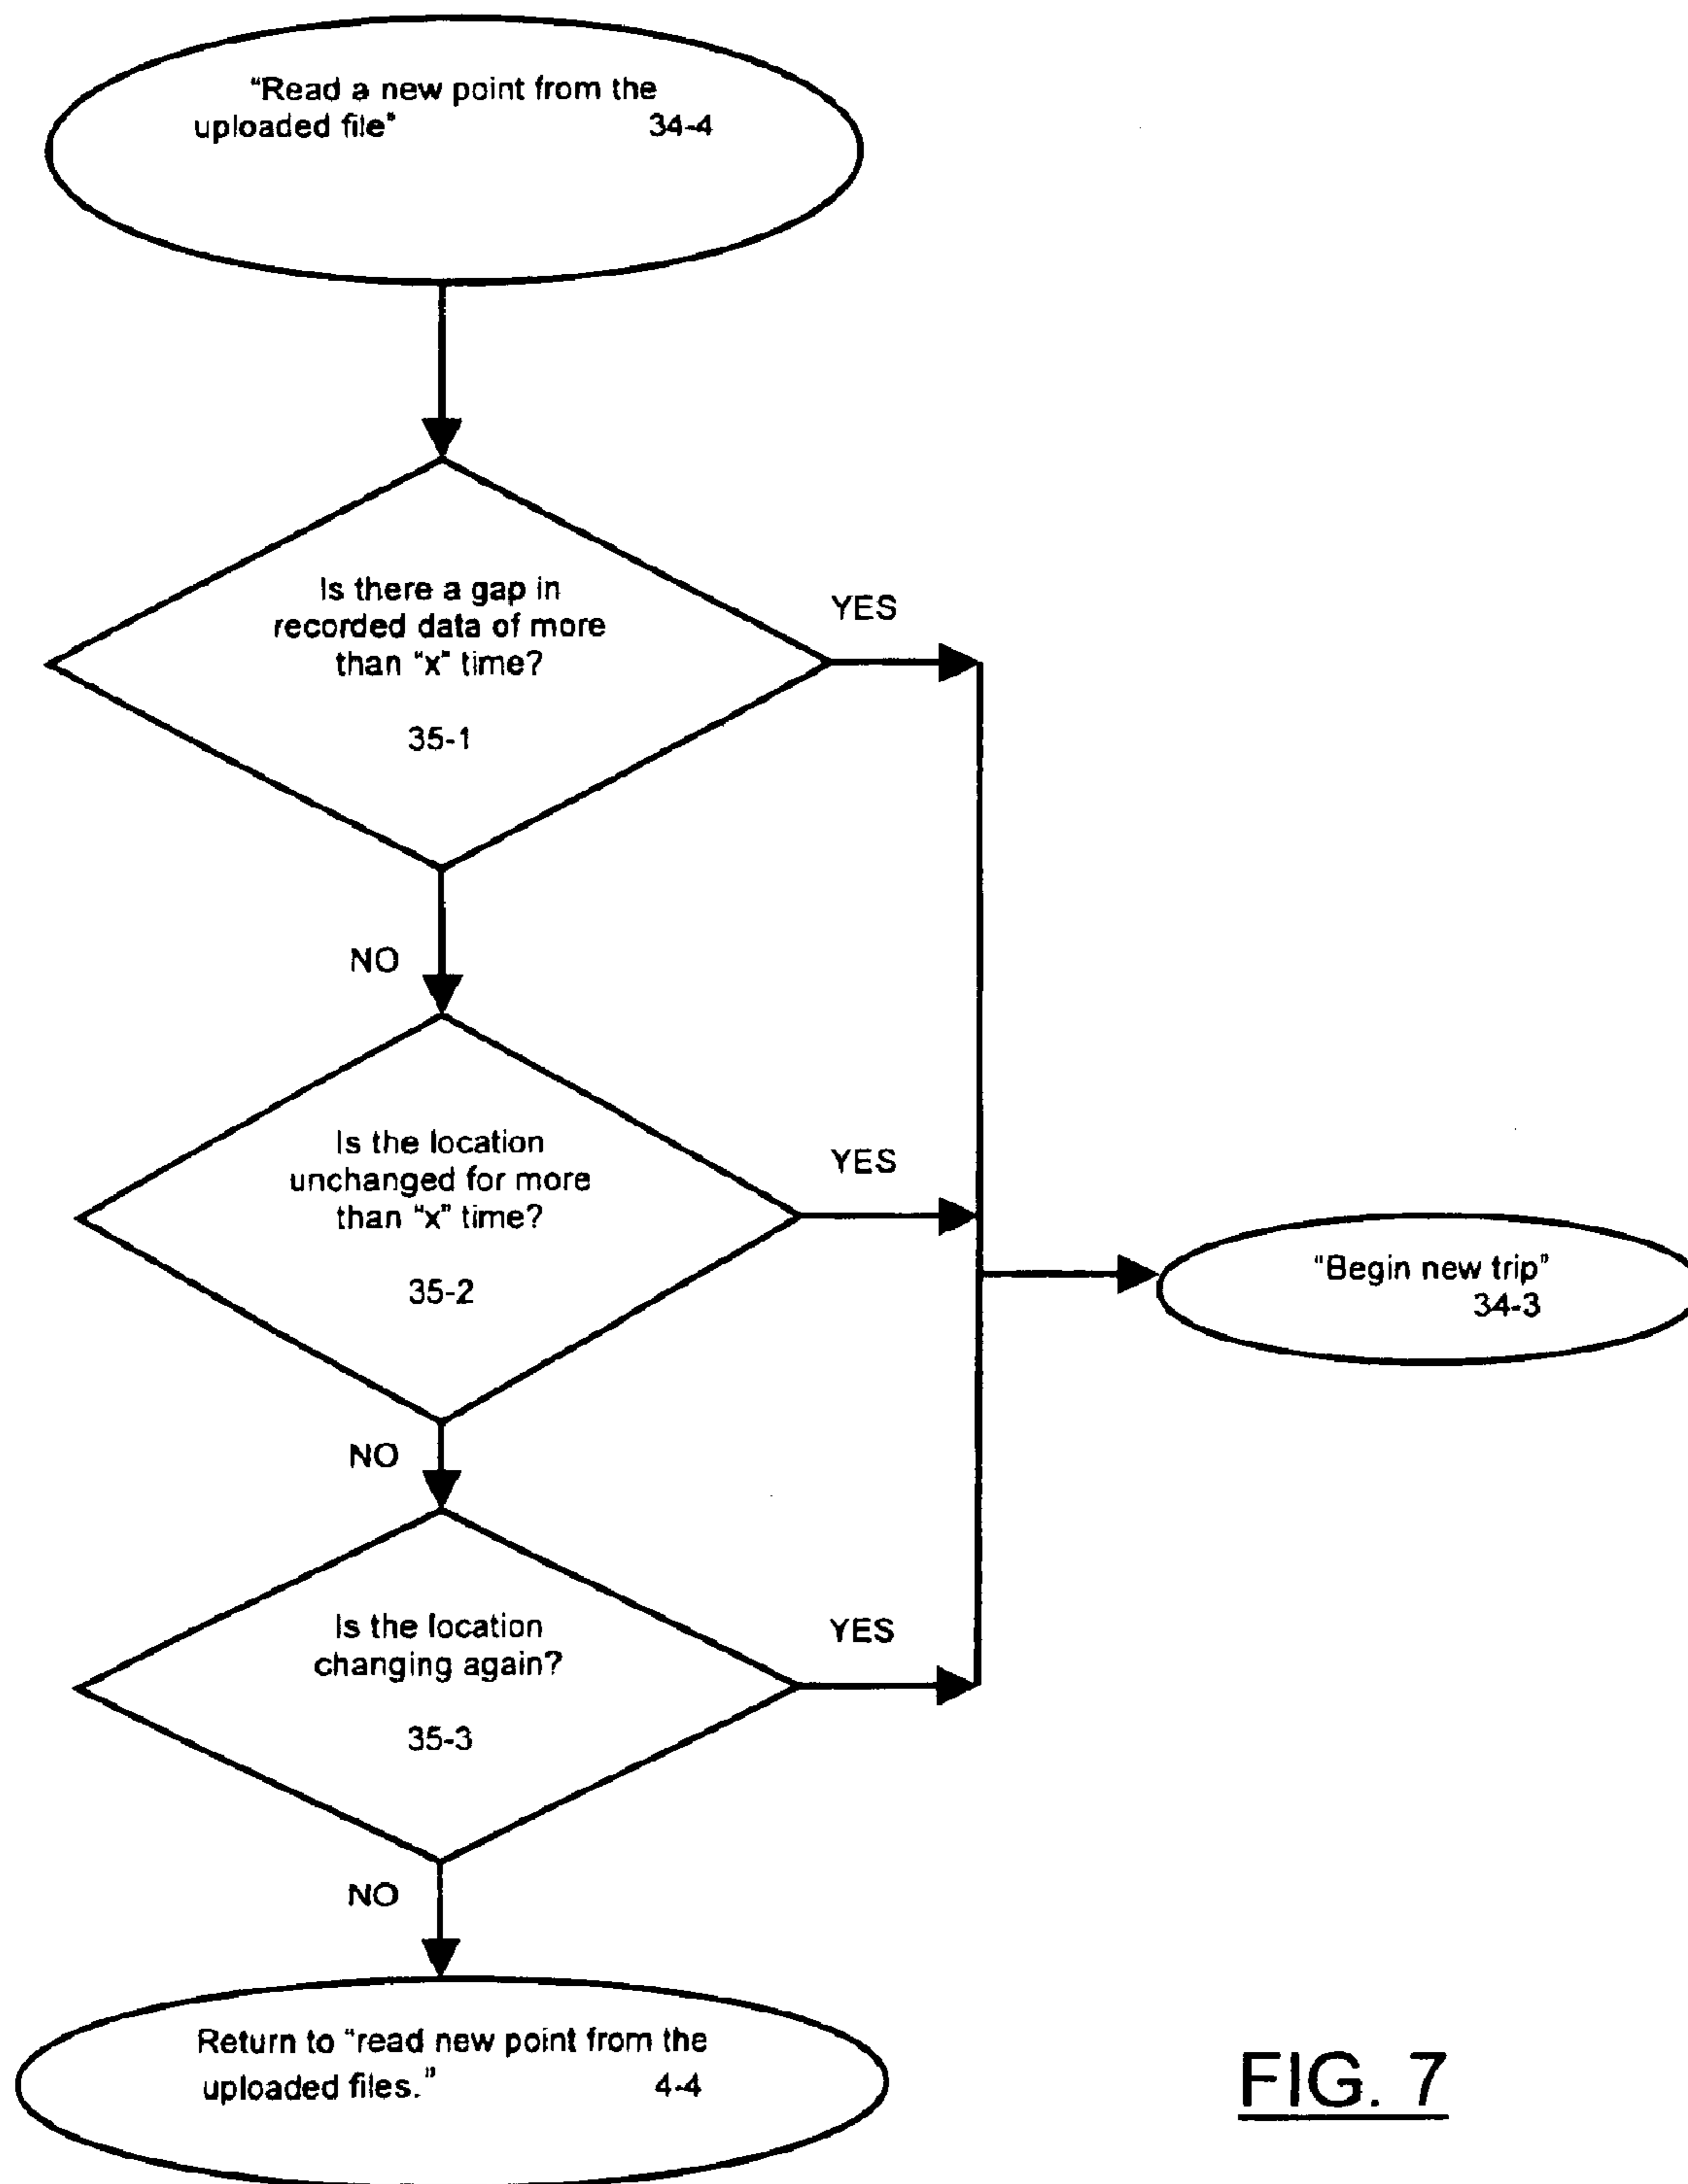 “Read a new point from the
uploaded file” 34-4
Is there a gap in
recorded data of more
than “x” time?
35-1
YES
NO
Is the location
unchanged for more
than “x” time?
35-2
YES
“Begin new trip”
34-3
NO
Is the location
changing again?
35-3
YES
NO
Return to “read new point from the
uploaded files.” 4-4
FIG. 7